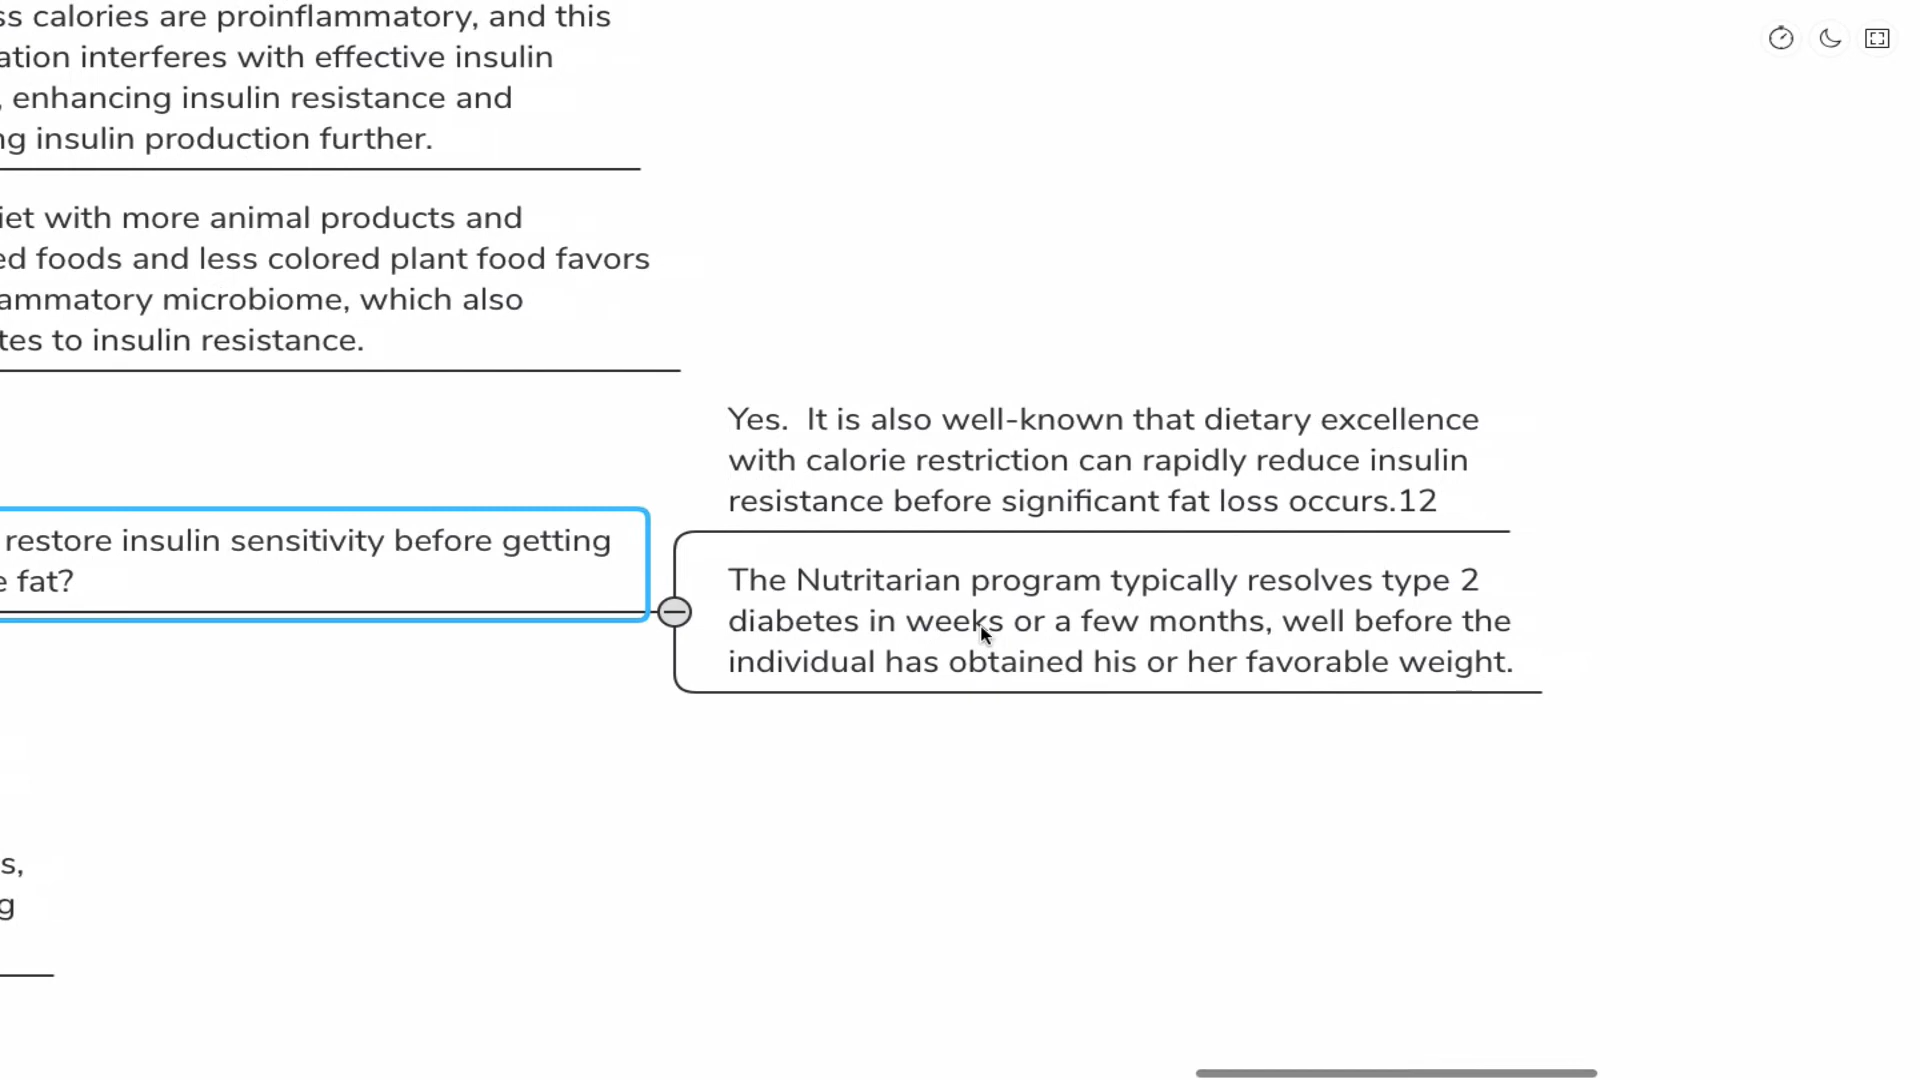 ss calories are proinflammatory, and this
ation interferes with effective insulin
, enhancing insulin resistance and
ng insulin production further.
iet with more animal products and
ed foods and less colored plant food favors
ammatory microbiome, which also
tes to insulin resistance.
Yes.  It is also well-known that dietary excellence
with calorie restriction can rapidly reduce insulin
resistance before significant fat loss occurs.12
restore insulin sensitivity before getting
e fat?
The Nutritarian program typically resolves type 2
diabetes in weeks or a few months, well before the
individual has obtained his or her favorable weight.
s,
g